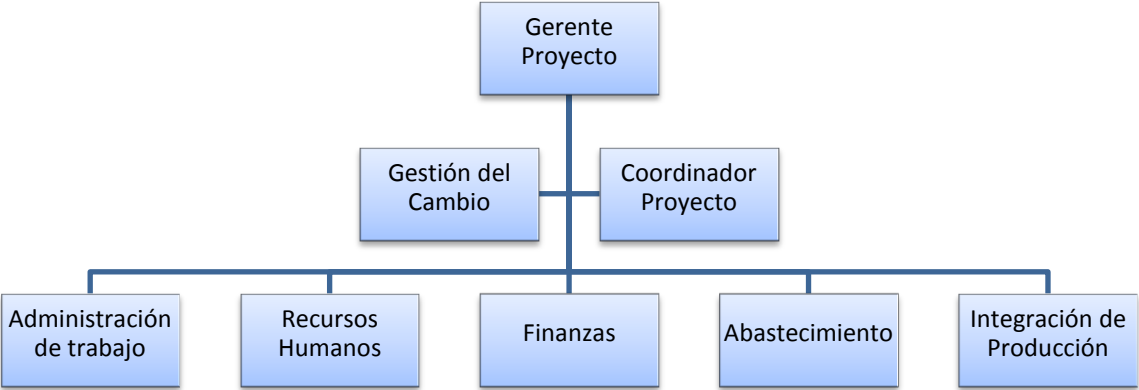 Gerente
Proyecto
Gestión del
Cambio
Coordinador
Proyecto
Administración
de trabajo
Recursos
Humanos
Finanzas
Abastecimiento
Integración de
Producción